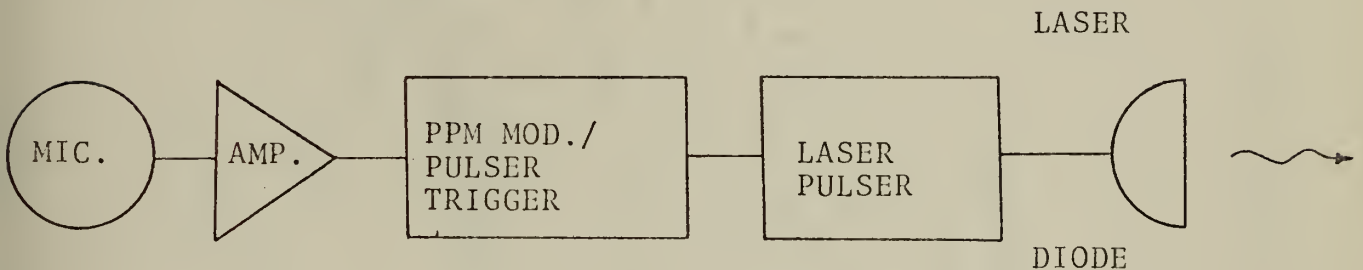 LASER
MIC.
AMP.
PPM MOD./
PULSER
TRIGGER
LASER
PULSER
DIODE